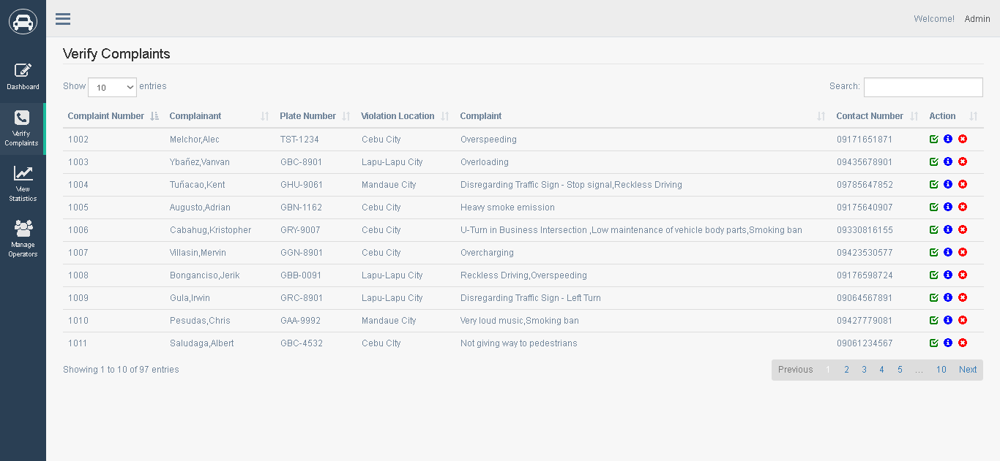 Welcome! Admin
Dashboard
Verify
Complaints
View
Statistics
Manage
Operators
Verify Complaints
Show 10 entries Search:
Complaint Number Complainant Plate Number Violation Location Complaint Contact Number Action
1002 Melchor,Alec TST-1234 Cebu City Overspeeding 09171651871
1003 Ybañez,Vanvan GBC-8901 Lapu-Lapu City Overloading 09435678901
1004 Tuñacao,Kent GHU-9061 Mandaue City Disregarding Traffic Sign - Stop signal,Reckless Driving 09785647852
1005 Augusto,Adrian GBN-1162 Cebu City Heavy smoke emission 09175640907
1006 Cabahug,Kristopher GRY-9007 Cebu City U-Turn in Business Intersection ,Low maintenance of vehicle body parts,Smoking ban 09330816155
1007 Villasin,Mervin GGN-8901 Cebu City Overcharging 09423530577
1008 Bonganciso,Jerik GBB-0091 Lapu-Lapu City Reckless Driving,Overspeeding 09176598724
1009 Gula,Irwin GRC-8901 Lapu-Lapu City Disregarding Traffic Sign - Left Turn 09064567891
1010 Pesudas,Chris GAA-9992 Mandaue City Very loud music,Smoking ban 09427779081
1011 Saludaga,Albert GBC-4532 Cebu CIty Not giving way to pedestrians 09061234567
Showing 1 to 10 of 97 entries Previous 1 2 3 4 5 … 10 Next